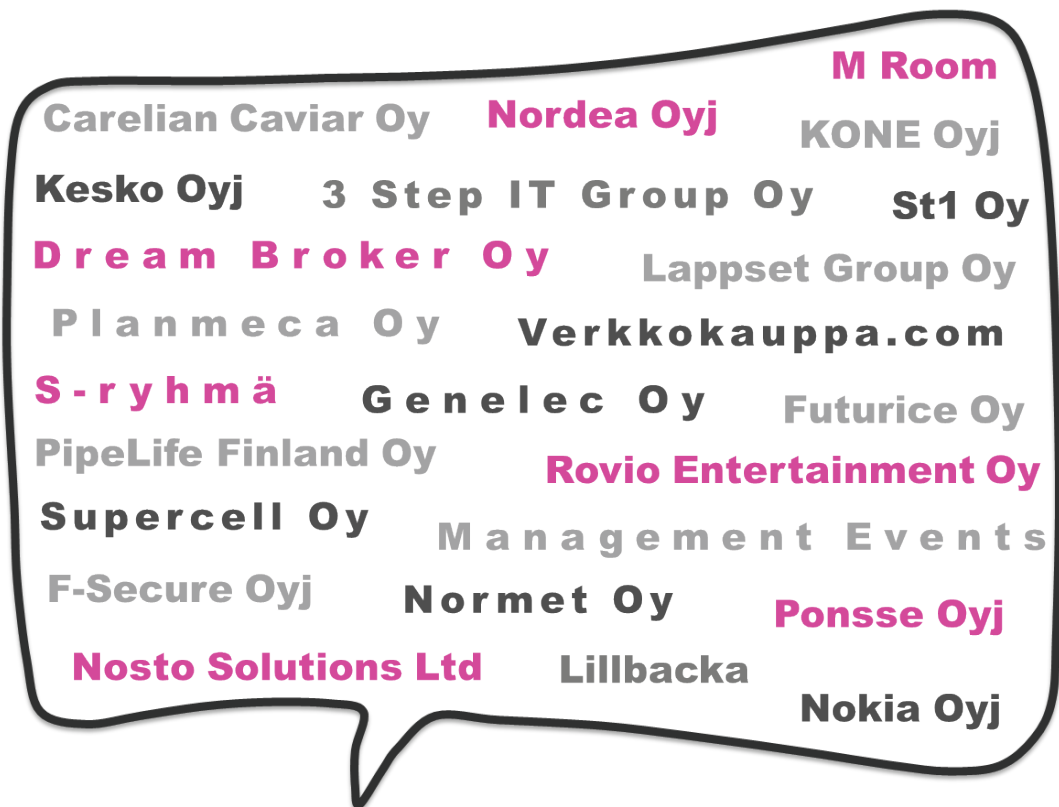 M Room
Carelian Caviar Oy
Nordea Oyj
KONE Oyj
Kesko Oyj
3 Step IT Group Oy
St1 Oy
Dream Broker Oy
Lappset Group Oy
Planmeca Oy
Verkkokauppa.com
S-ryhmä
Genelec Oy
Futurice Oy
PipeLife Finland Oy
Rovio Entertainment Oy
Supercell Oy
Management Events
F-Secure Oyj
Normet Oy
Ponsse Oyj
Nosto Solutions Ltd
Lillbacka
Nokia Oyj